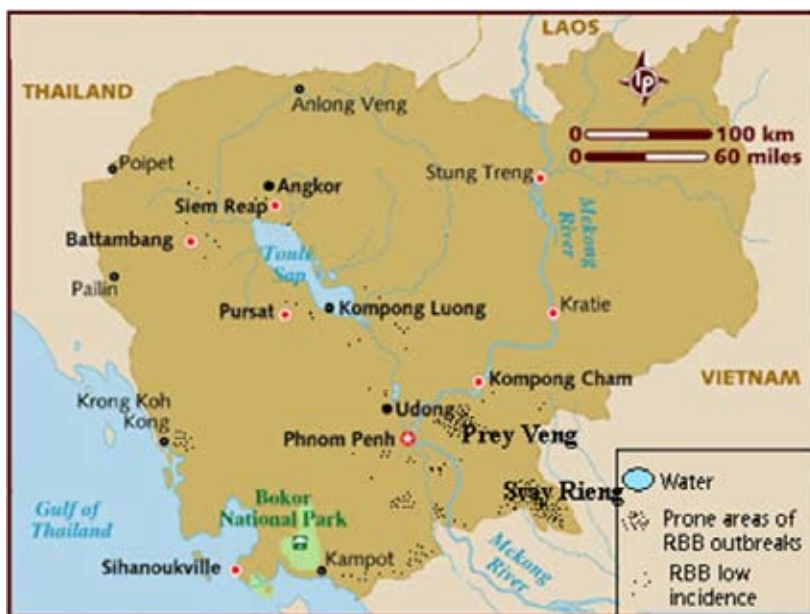 LAOS
THAILAND
Anlong Veng
0 100 km
0 60 miles
Poipet
Angkor
Stung Treng
Siem Reap
Mekong
River
Battambang
Tonle
Sap
Pailin
Pursat
Kompong Luong
Kratie
VIETNAM
Kompong Cham
Krong Koh
Kong
Udong
Phnom Penh
Prey Veng
Svay Rieng
Water
Gulf of
Thailand
Bokor
National Park
Prone areas of
RBB outbreaks
Sihanoukville
Kampot
Mekong
River
RBB low
incidence